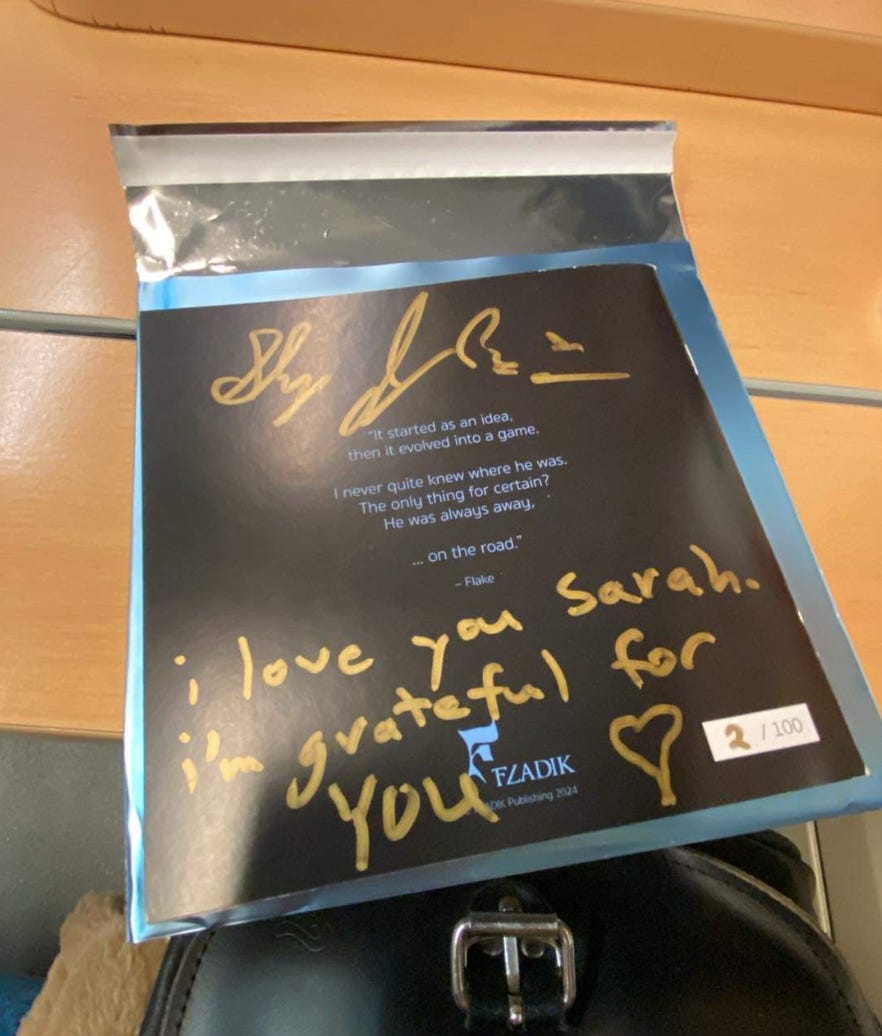 "It started as an idea,
then it evolved into a game.
I never quite knew where he was.
The only thing for certain?
He was always away,
... on the road."
– Flake
i love you sarah.
i'm grateful for
YOU
FLADIK
Publishing 2024
2 / 100